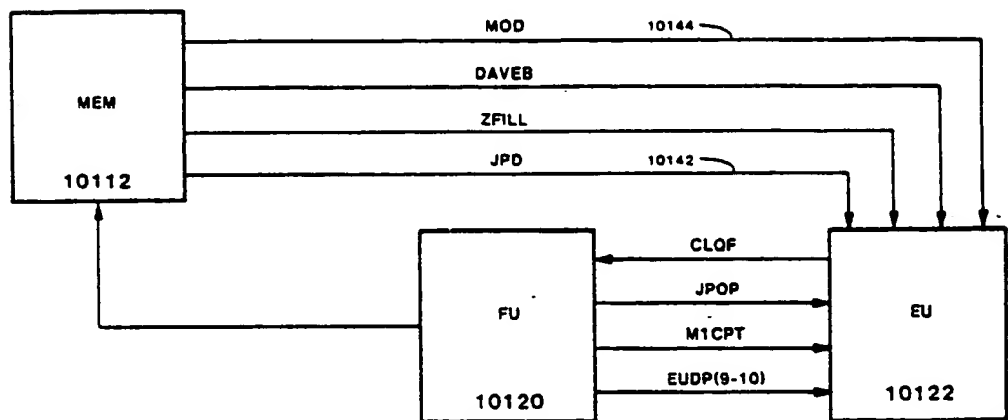 MOD 10144
DAVEB
MEM
ZFILL
JPD 10142
10112
CLQF
JPOP
FU
EU
M1CPT
EUDP(9-10)
10120
10122